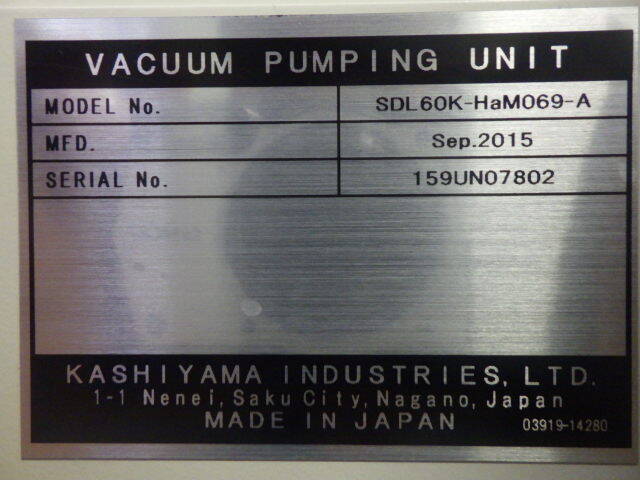 VACUUM PUMPING UNIT
MODEL No. SDL60K-HaM069-A
MFD. Sep.2015
SERIAL No. 159UN07802
KASHIYAMA INDUSTRIES, LTD.
1-1 Nenei, Saku City, Nagano, Japan
MADE IN JAPAN 03919-14280